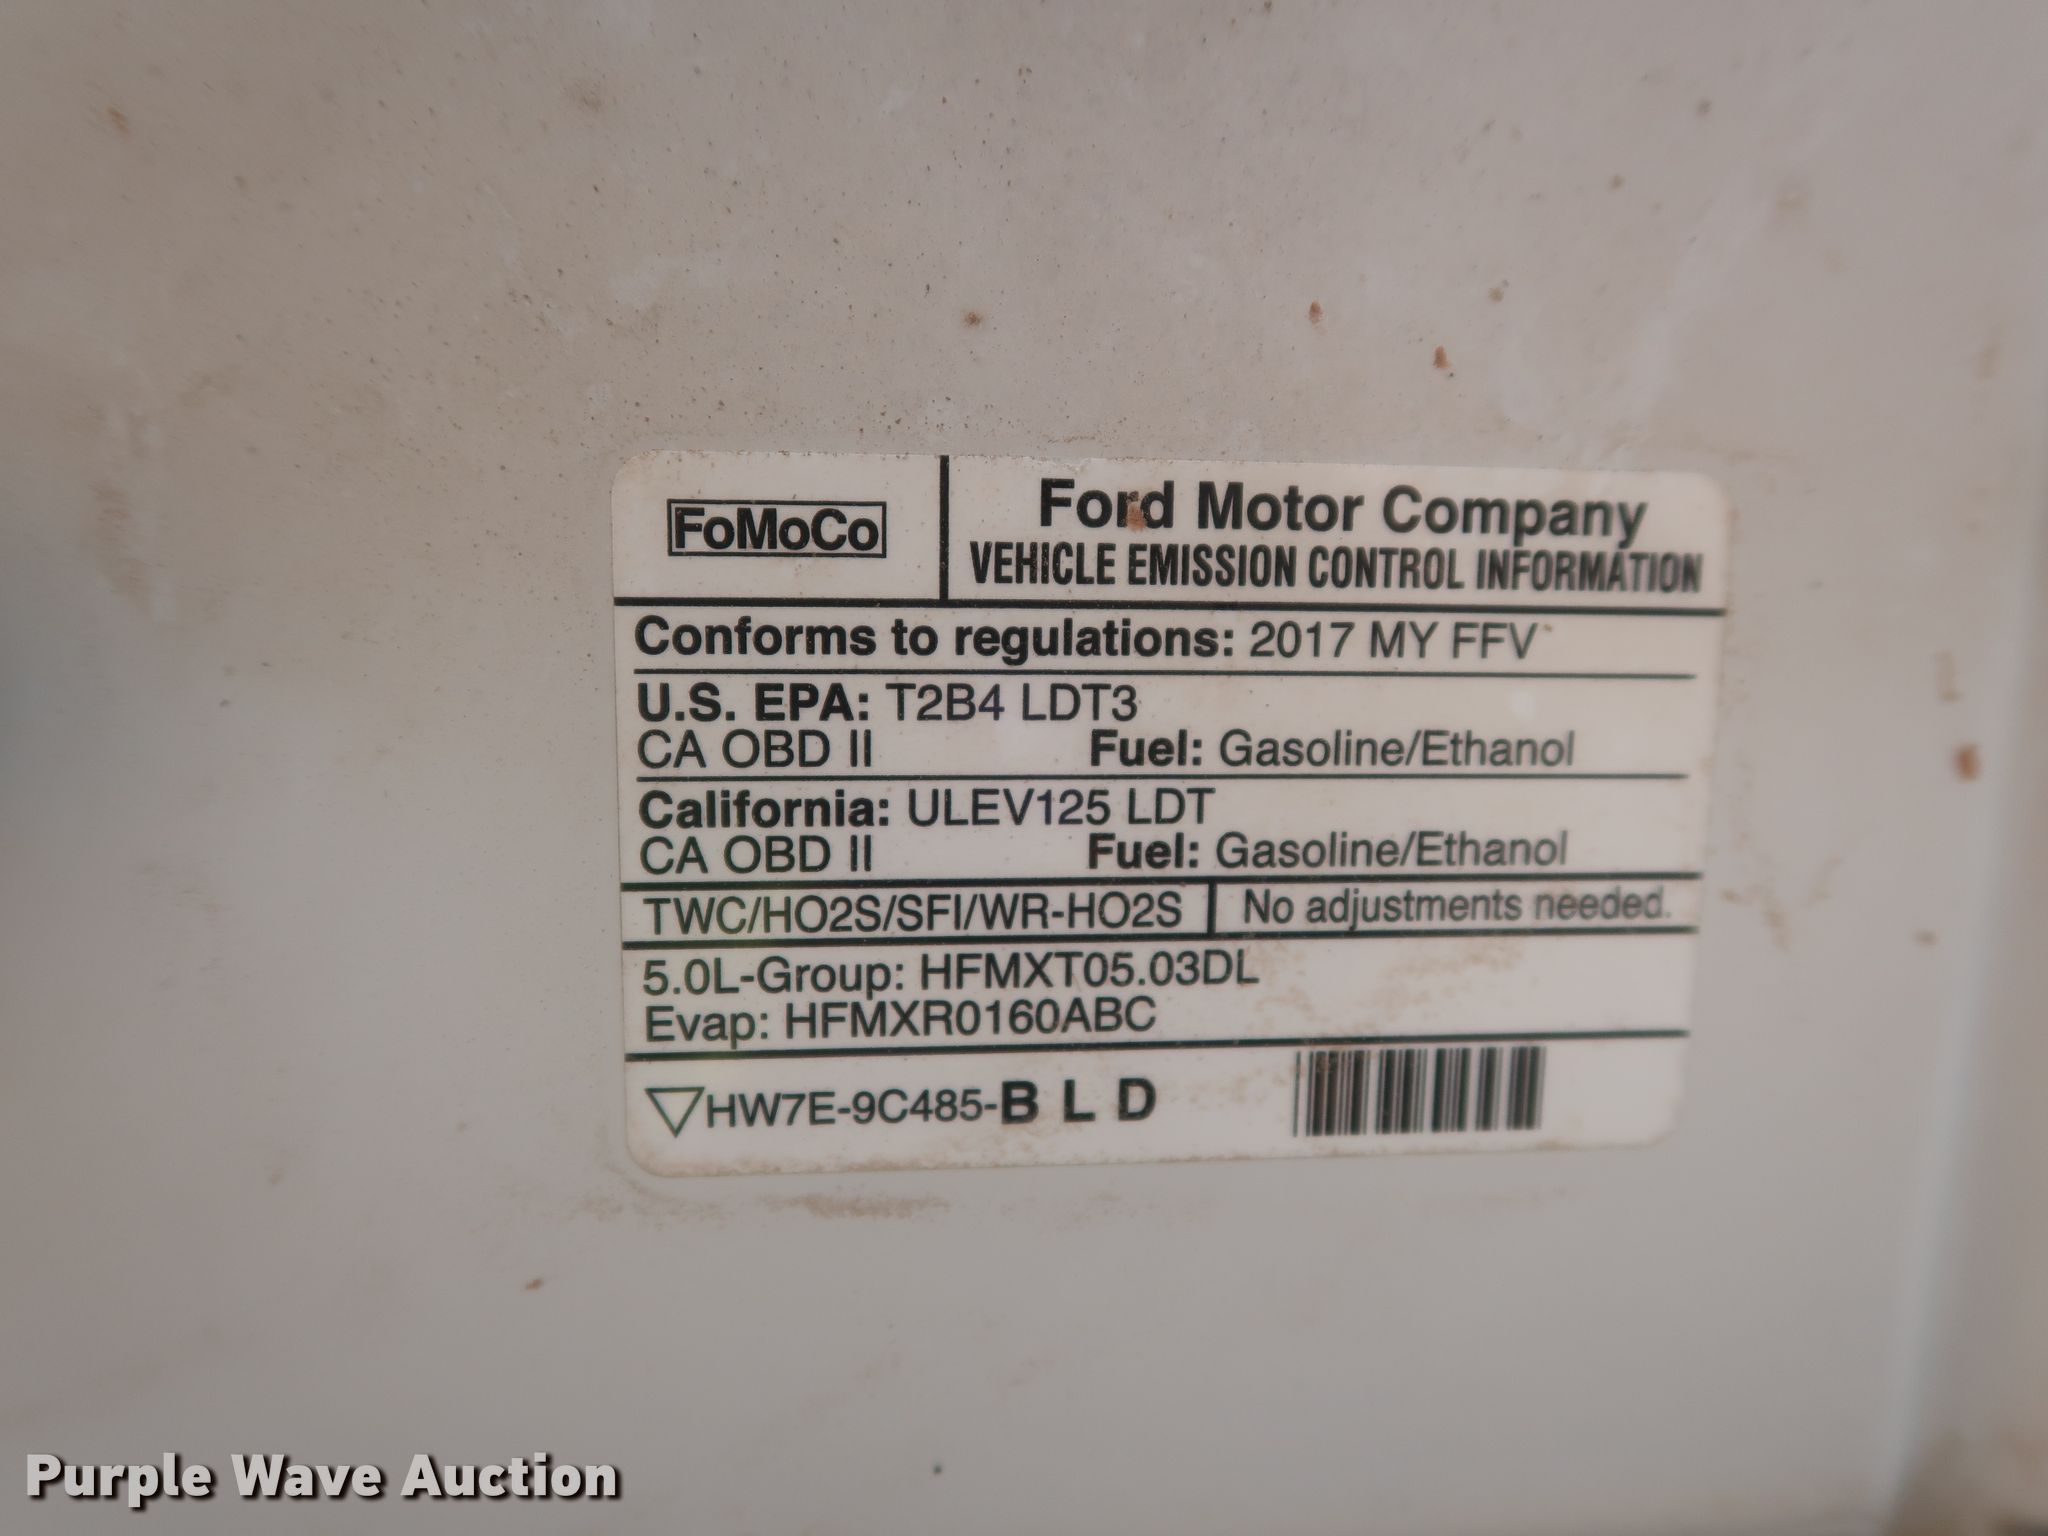 FoMoCo
Ford Motor Company
VEHICLE EMISSION CONTROL INFORMATION
Conforms to regulations: 2017 MY FFV
U.S. EPA: T2B4 LDT3
CA OBD II Fuel: Gasoline/Ethanol
California: ULEV125 LDT
CA OBD II Fuel: Gasoline/Ethanol
TWC/HO2S/SFI/WR-HO2S No adjustments needed.
5.0L-Group: HFMXT05.03DL
Evap: HFMXR0160ABC
HW7E-9C485-B L D
Purple Wave Auction